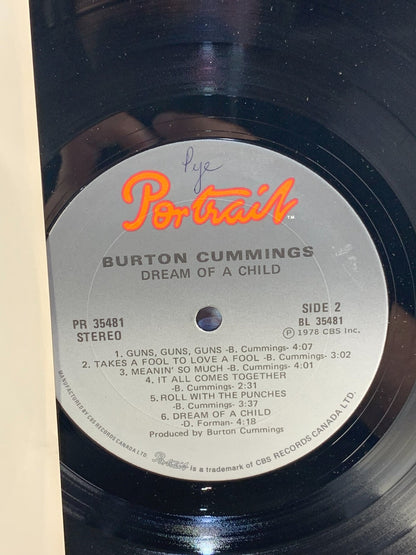 Pye
Portrait™
BURTON CUMMINGS
DREAM OF A CHILD
PR 35481
STEREO
SIDE 2
BL 35481
Ⓟ 1978 CBS Inc.
1. GUNS, GUNS, GUNS -B. Cummings- 4:07
2. TAKES A FOOL TO LOVE A FOOL -B. Cummings- 3:02
3. MEANIN' SO MUCH -B. Cummings- 4:01
4. IT ALL COMES TOGETHER
-B. Cummings- 2:31
5. ROLL WITH THE PUNCHES
-B. Cummings- 3:37
6. DREAM OF A CHILD
-D. Forman- 4:18
Produced by Burton Cummings
MANUFACTURED BY CBS RECORDS CANADA LTD. Portrait is a trademark of CBS RECORDS CANADA LTD.